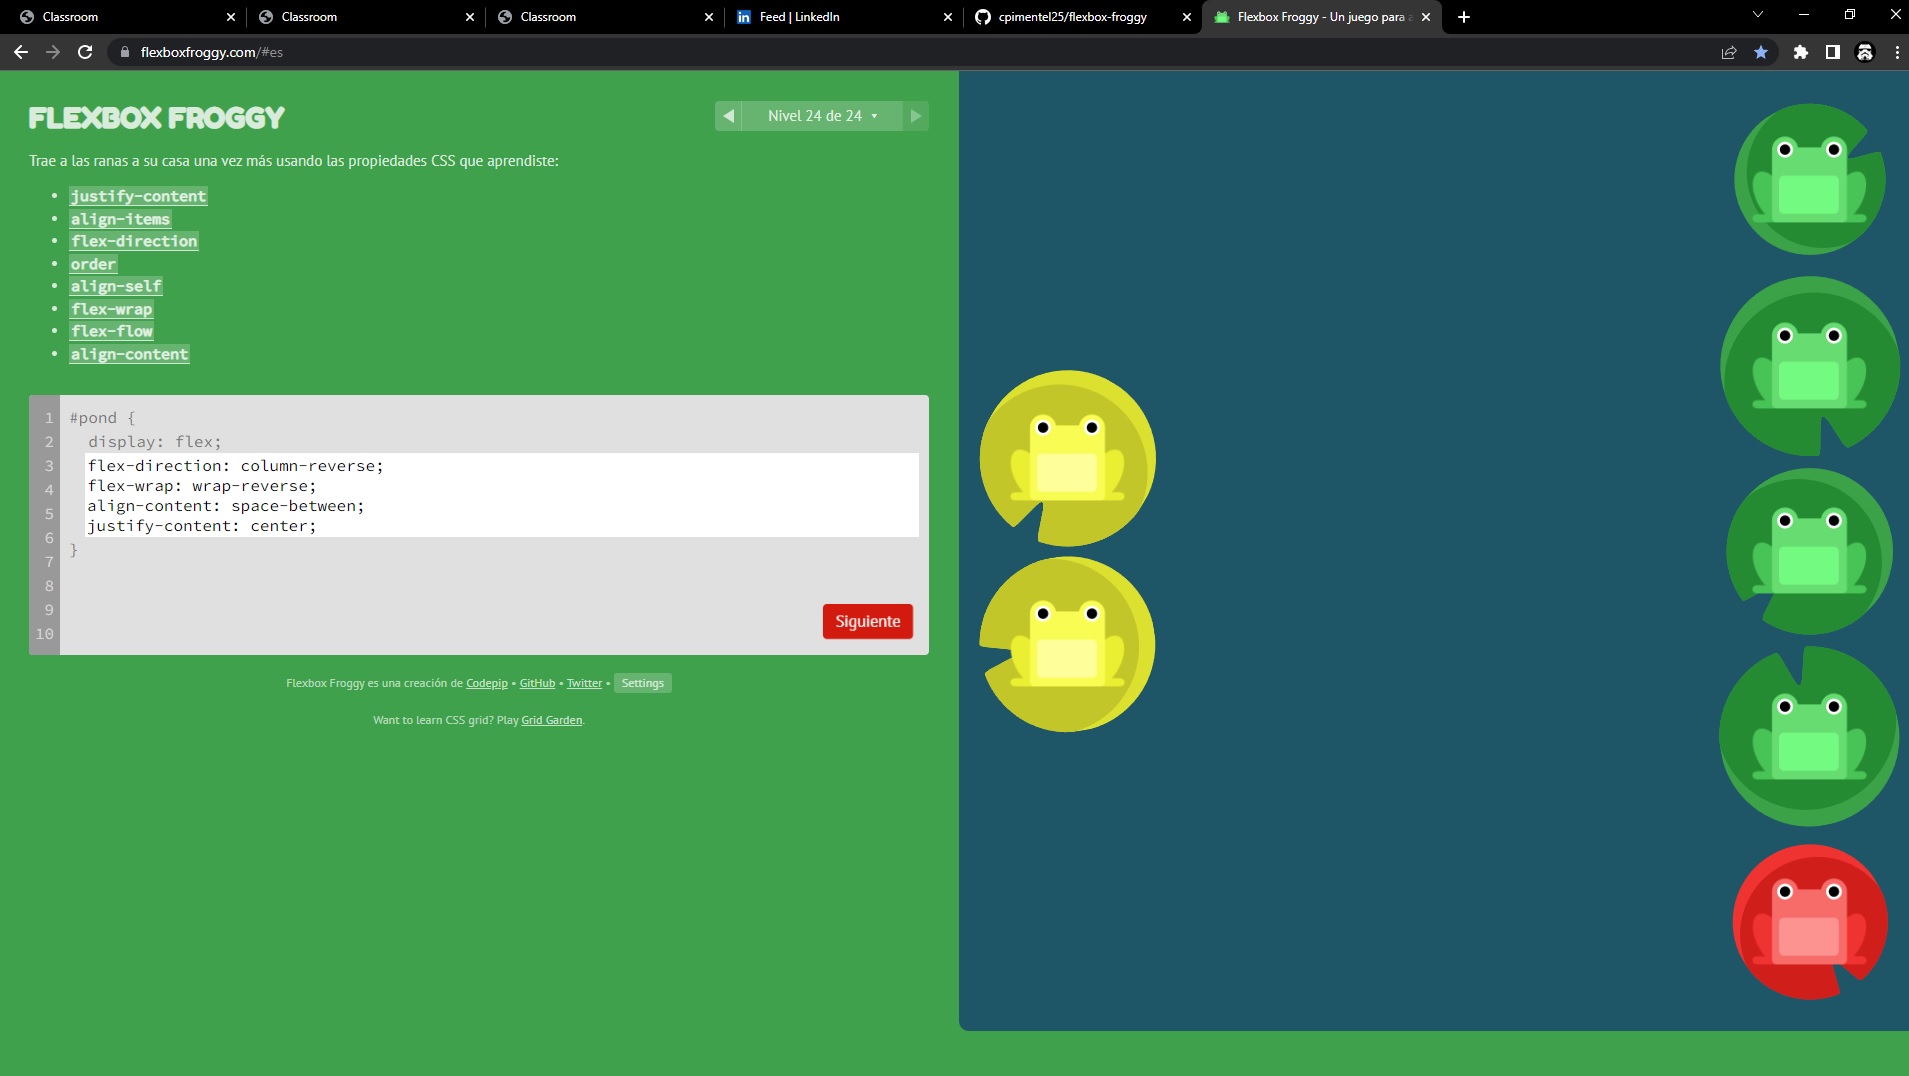 Classroom
Classroom
Classroom
in Feed | LinkedIn
cpimentel25/flexbox-froggy
Flexbox Froggy - Un juego para a
flexboxfroggy.com/#es
FLEXBOX FROGGY
Nivel 24 de 24
Trae a las ranas a su casa una vez más usando las propiedades CSS que aprendiste:
justify-content
align-items
flex-direction
order
align-self
flex-wrap
flex-flow
align-content
1 #pond {
2 display: flex;
3 flex-direction: column-reverse;
4 flex-wrap: wrap-reverse;
5 align-content: space-between;
6 justify-content: center;
7 }
8
9
10
Siguiente
Flexbox Froggy es una creación de Codepip • GitHub • Twitter • Settings
Want to learn CSS grid? Play Grid Garden.